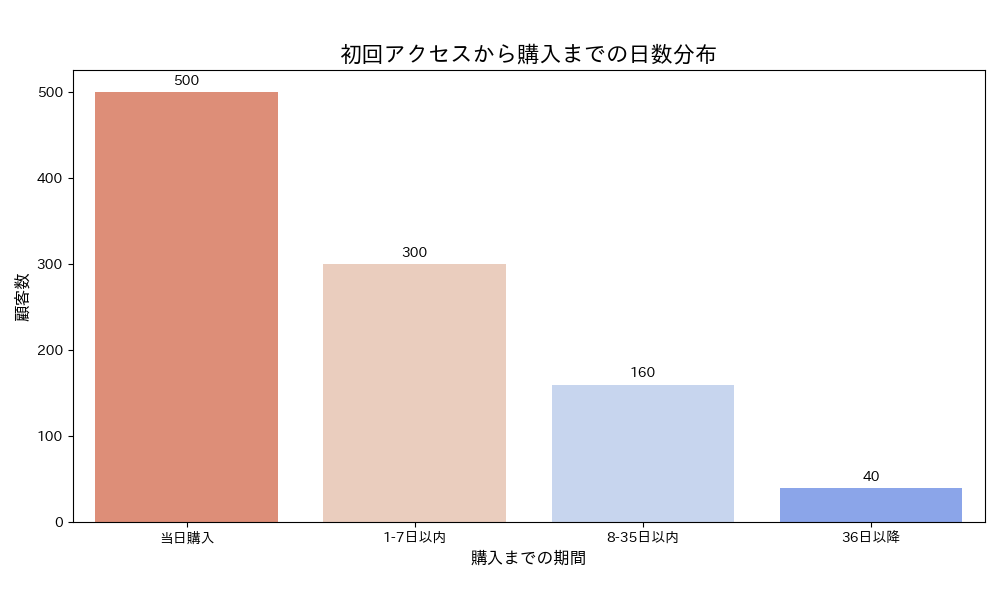 初回アクセスから購入までの日数分布
顧客数
500
400
300
200
100
0
500
300
160
40
当日購入
1-7日以内
8-35日以内
36日以降
購入までの期間